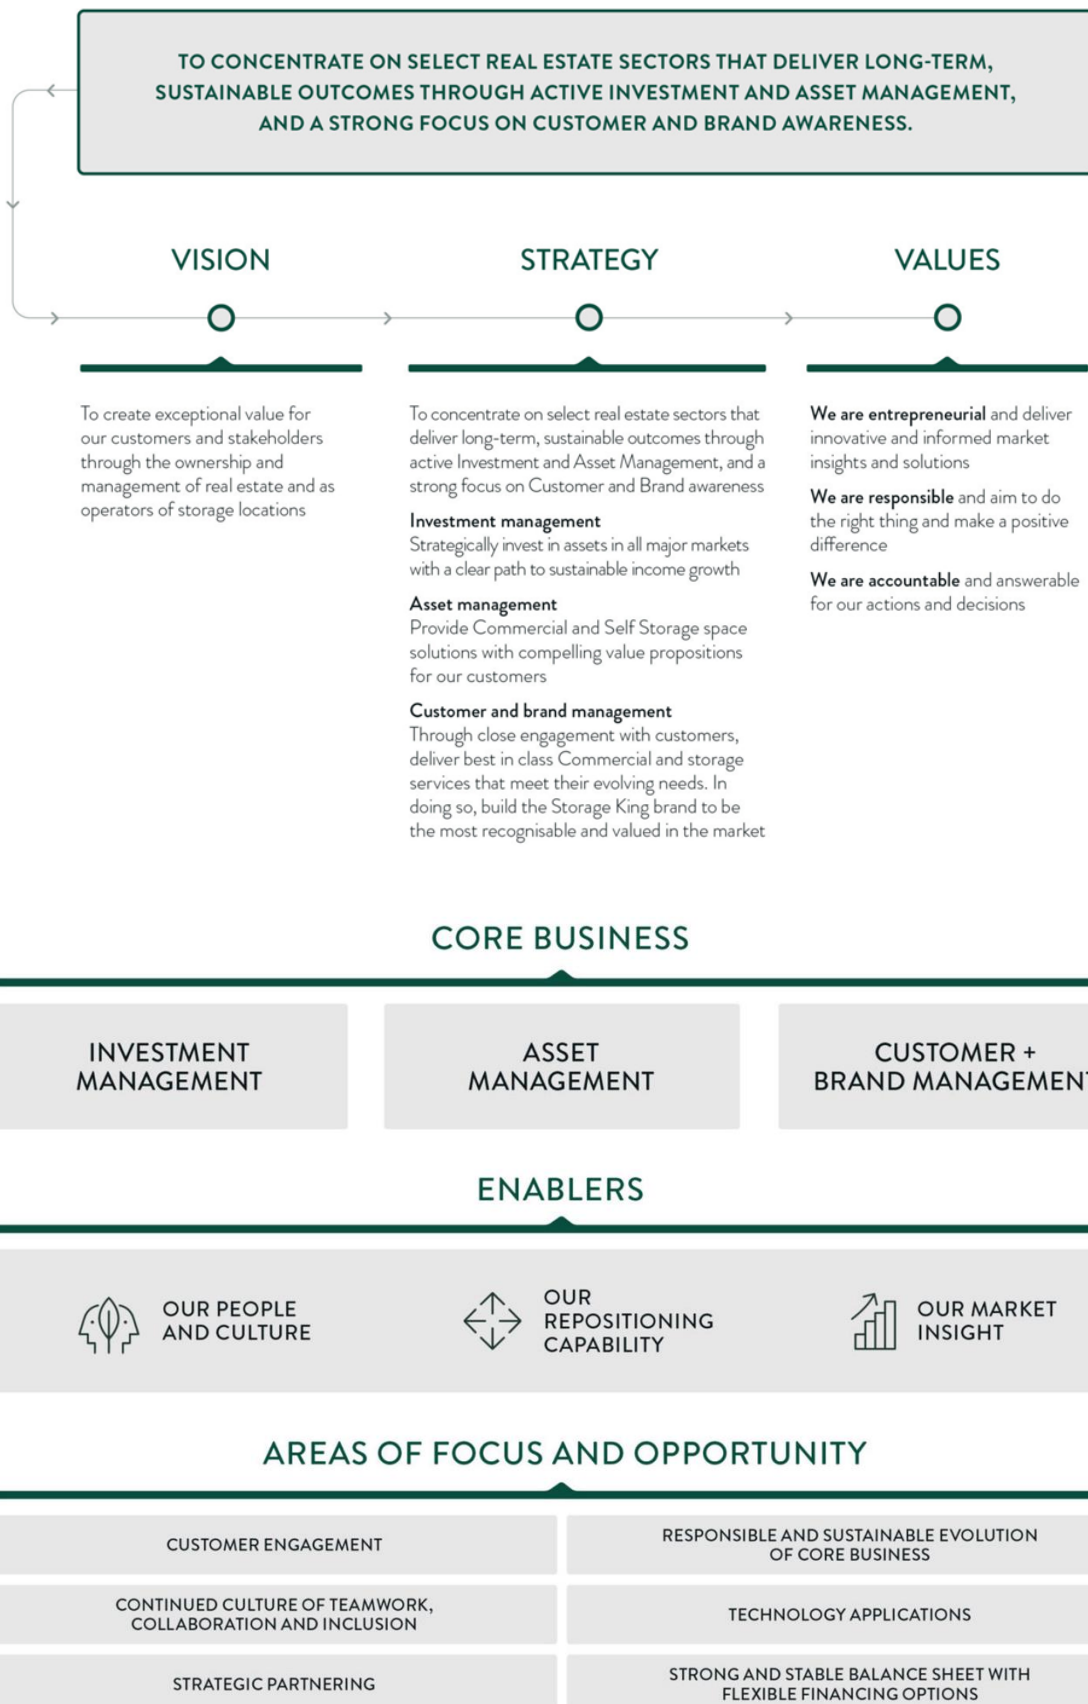 TO CONCENTRATE ON SELECT REAL ESTATE SECTORS THAT DELIVER LONG-TERM,
SUSTAINABLE OUTCOMES THROUGH ACTIVE INVESTMENT AND ASSET MANAGEMENT,
AND A STRONG FOCUS ON CUSTOMER AND BRAND AWARENESS.
VISION
To create exceptional value for
our customers and stakeholders
through the ownership and
management of real estate and as
operators of storage locations
STRATEGY
To concentrate on select real estate sectors that
deliver long-term, sustainable outcomes through
active Investment and Asset Management, and a
strong focus on Customer and Brand awareness
Investment management
Strategically invest in assets in all major markets
with a clear path to sustainable income growth
Asset management
Provide Commercial and Self Storage space
solutions with compelling value propositions
for our customers
Customer and brand management
Through close engagement with customers,
deliver best in class Commercial and storage
services that meet their evolving needs. In
doing so, build the Storage King brand to be
the most recognisable and valued in the market
VALUES
We are entrepreneurial and deliver
innovative and informed market
insights and solutions
We are responsible and aim to do
the right thing and make a positive
difference
We are accountable and answerable
for our actions and decisions
CORE BUSINESS
INVESTMENT
MANAGEMENT
ASSET
MANAGEMENT
CUSTOMER +
BRAND MANAGEMENT
ENABLERS
OUR PEOPLE
AND CULTURE
OUR
REPOSITIONING
CAPABILITY
OUR MARKET
INSIGHT
AREAS OF FOCUS AND OPPORTUNITY
CUSTOMER ENGAGEMENT
RESPONSIBLE AND SUSTAINABLE EVOLUTION
OF CORE BUSINESS
CONTINUED CULTURE OF TEAMWORK,
COLLABORATION AND INCLUSION
TECHNOLOGY APPLICATIONS
STRATEGIC PARTNERING
STRONG AND STABLE BALANCE SHEET WITH
FLEXIBLE FINANCING OPTIONS